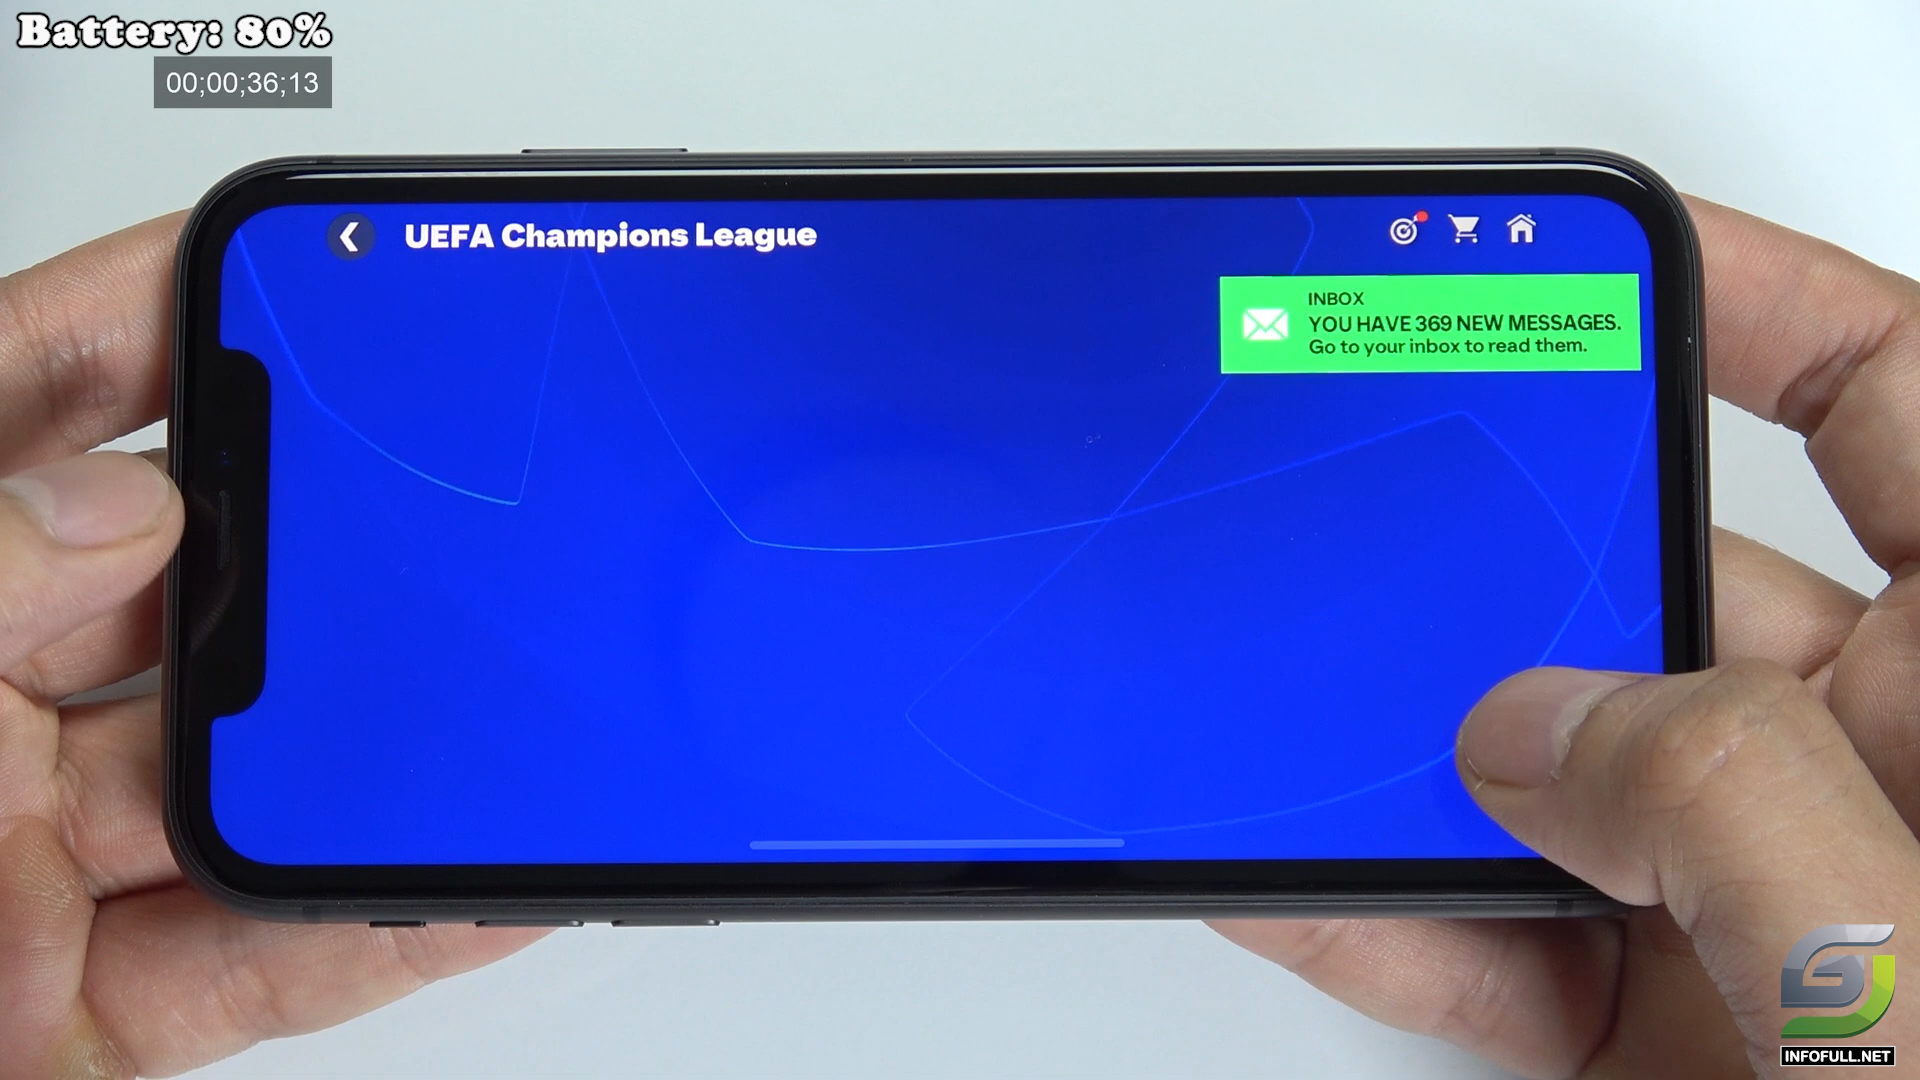 Battery: 80%
00;00;36;13
UEFA Champions League
INBOX
YOU HAVE 369 NEW MESSAGES.
Go to your inbox to read them.
INFOFULL.NET